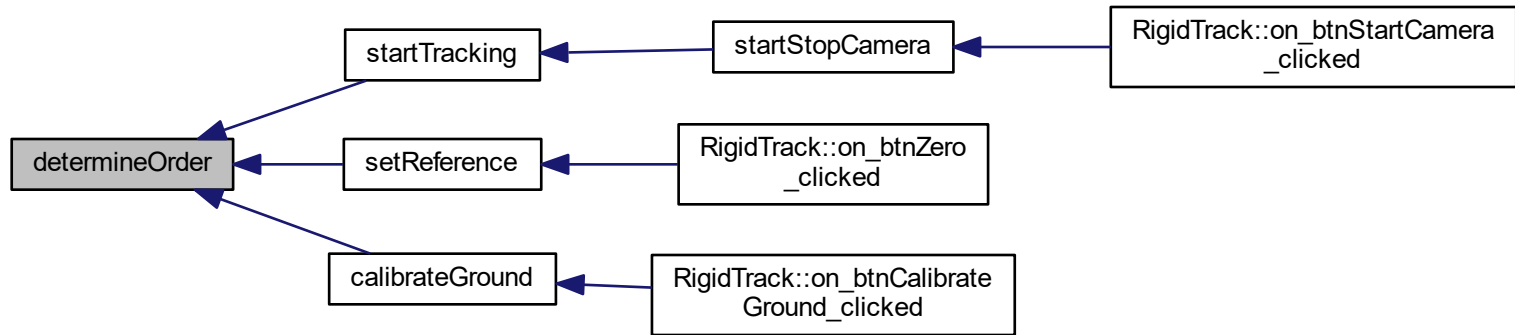 determineOrder
startTracking
startStopCamera
RigidTrack::on_btnStartCamera
_clicked
setReference
RigidTrack::on_btnZero
_clicked
calibrateGround
RigidTrack::on_btnCalibrate
Ground_clicked